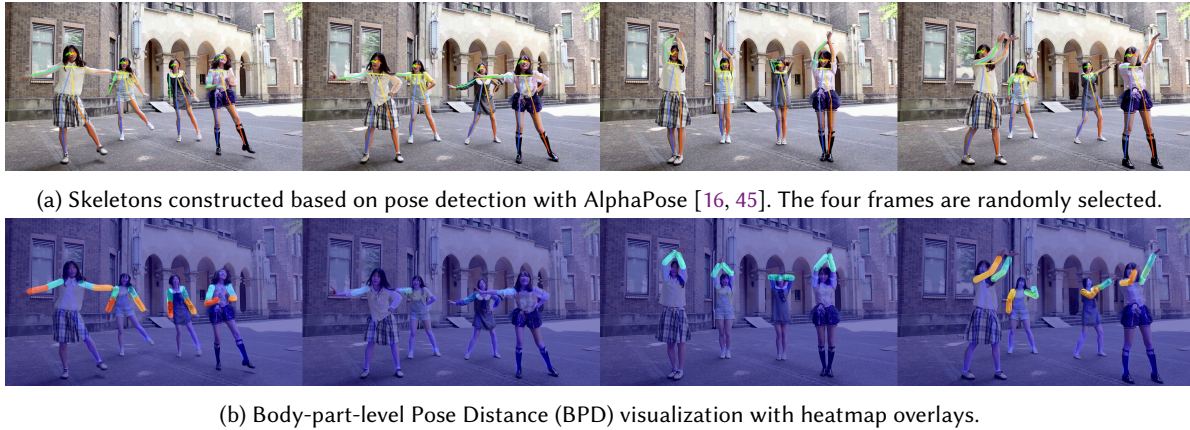 (a) Skeletons constructed based on pose detection with AlphaPose [16, 45]. The four frames are randomly selected.
(b) Body-part-level Pose Distance (BPD) visualization with heatmap overlays.